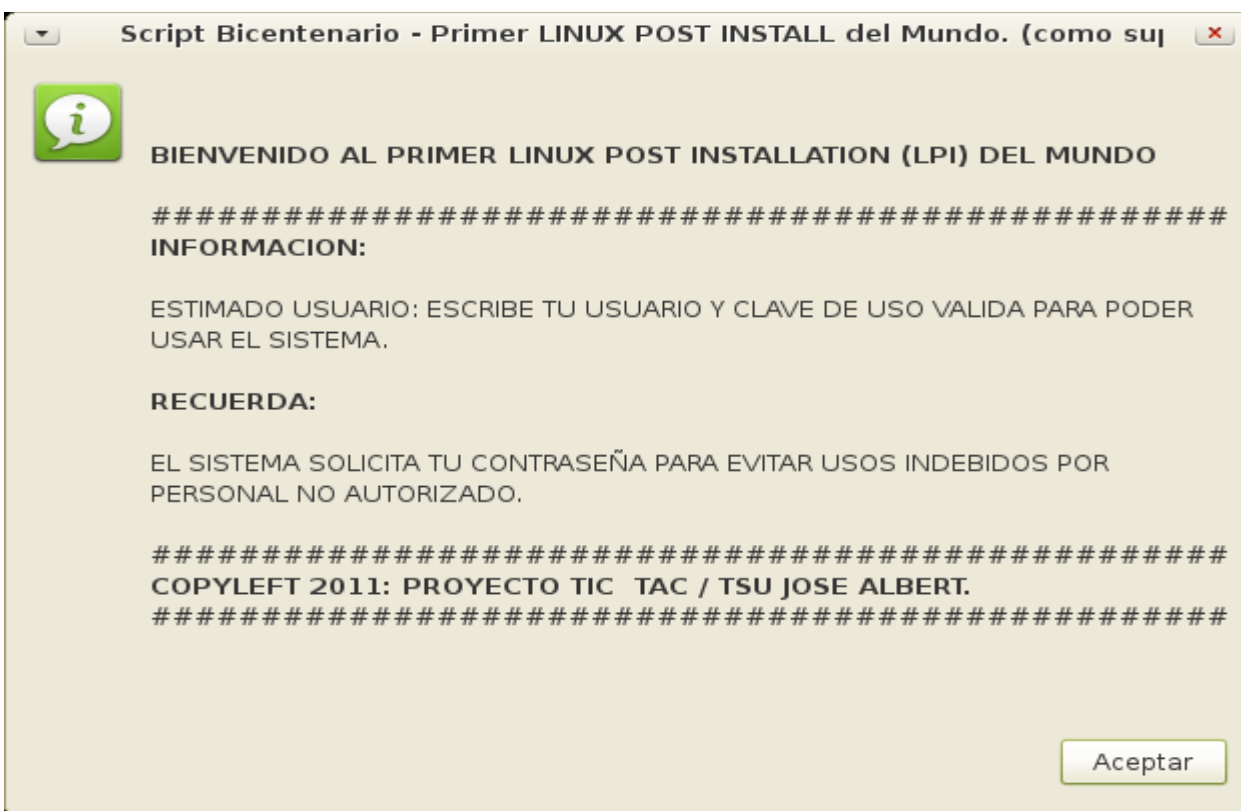 Script Bicentenario - Primer LINUX POST INSTALL del Mundo. (como
BIENVENIDO AL PRIMER LINUX POST INSTALLATION (LPI) DEL MUNDO
#################################################
INFORMACION:
ESTIMADO USUARIO: ESCRIBE TU USUARIO Y CLAVE DE USO VALIDA PARA PODER
USAR EL SISTEMA.
RECUERDA:
EL SISTEMA SOLICITA TU CONTRASEÑA PARA EVITAR USOS INDEBIDOS POR
PERSONAL NO AUTORIZADO.
#################################################
COPYLEFT 2011: PROYECTO TIC  TAC / TSU JOSE ALBERT.
#################################################
Aceptar